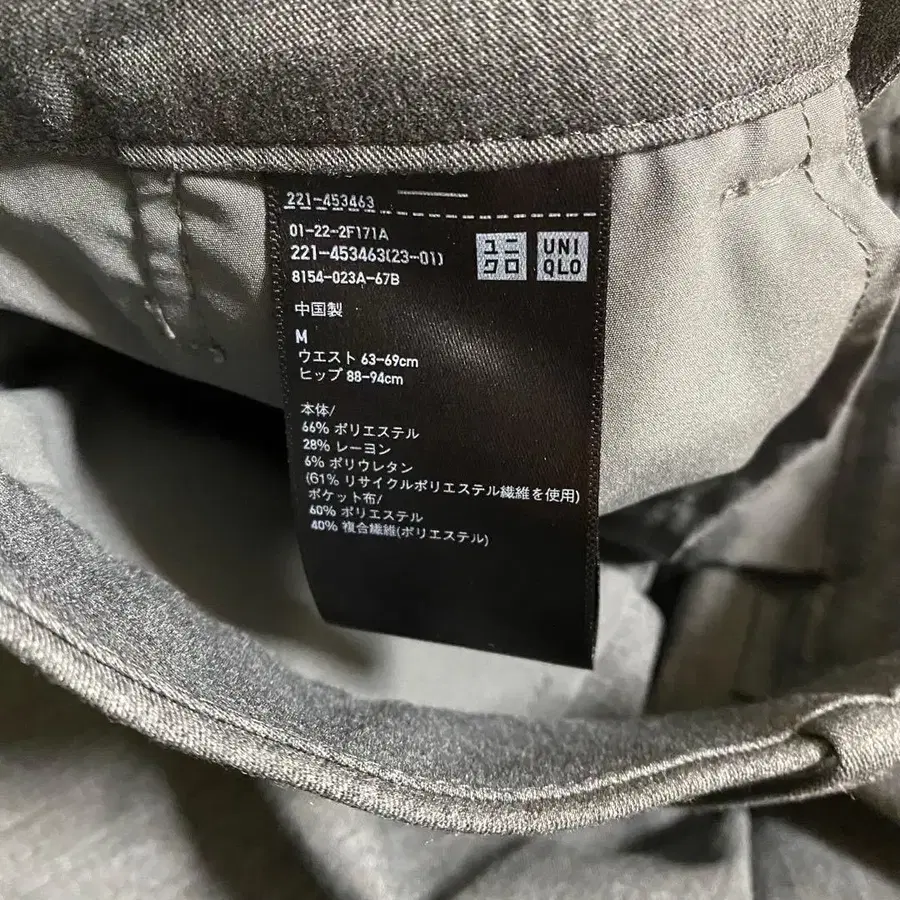 221-453463
01-22-2F171A
221-453463(23-01)
8154-023A-67B
ユニ
クロ
UNI
QLO
中国製
M
ウエスト 63-69cm
ヒップ 88-94cm
本体/
66% ポリエステル
28% レーヨン
6% ポリウレタン
(61% リサイクルポリエステル繊維を使用)
ポケット布/
60% ポリエステル
40% 複合繊維(ポリエステル)